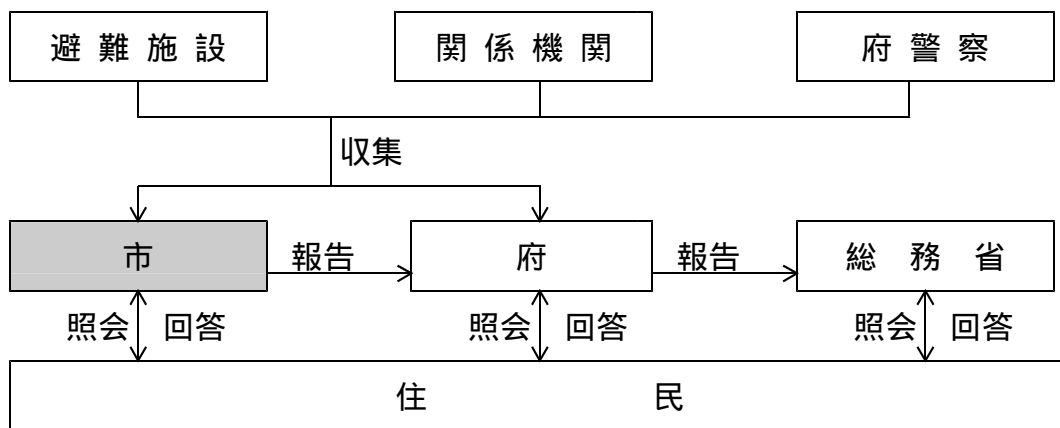 避難施設 関係機関 府警察
収集
市 報告 府 報告 総務省
照会 回答 照会 回答 照会 回答
住民